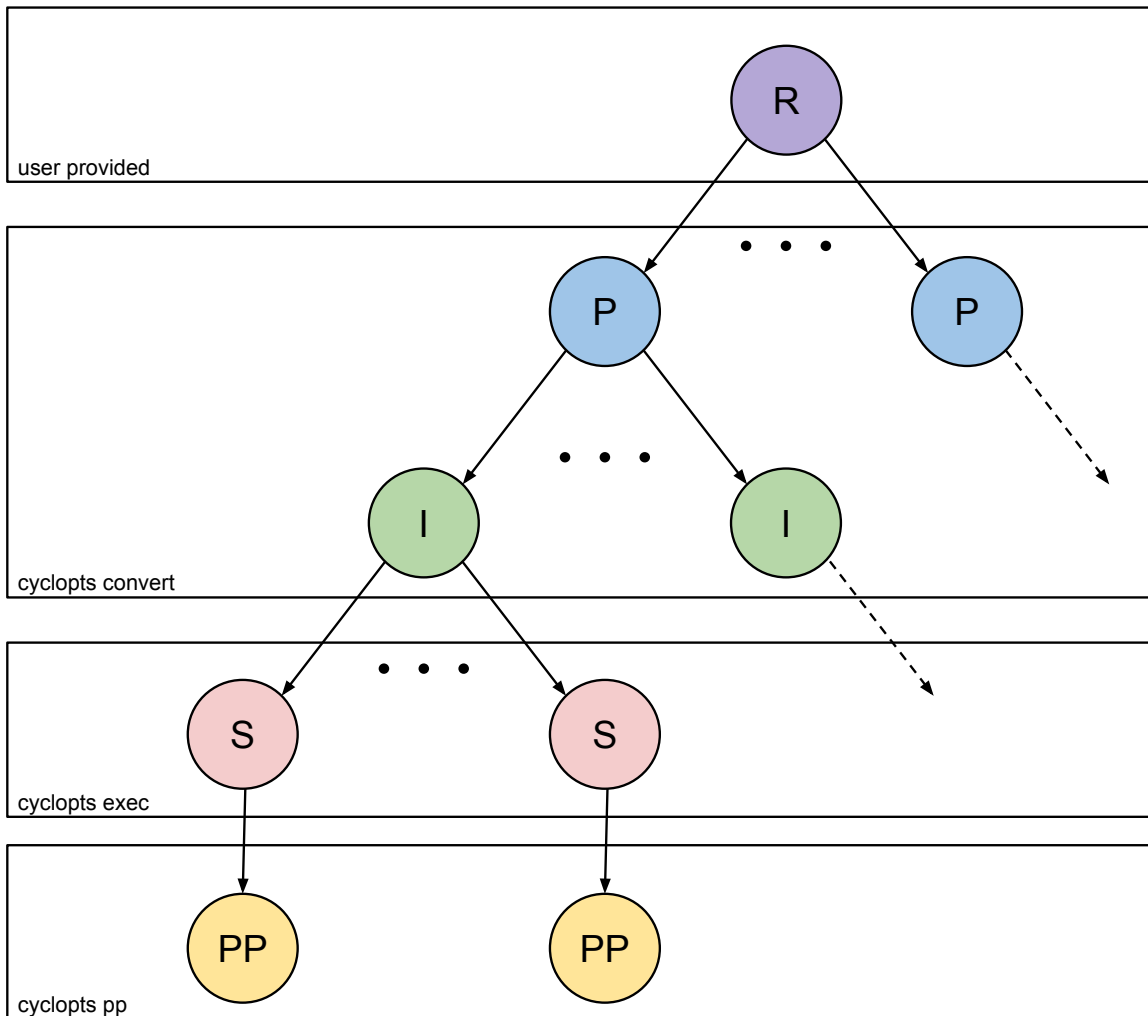 R
user provided
P
P
I
I
cyclopts convert
S
S
cyclopts exec
PP
PP
cyclopts pp